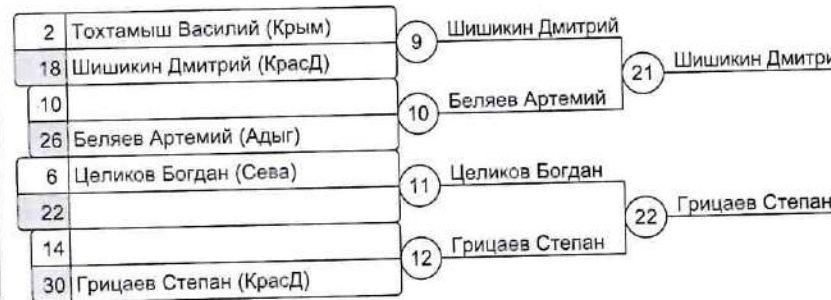 2 Тохтамыш Василий (Крым)
9 Шишикин Дмитрий
18 Шишикин Дмитрий (КрасД)
21 Шишикин Дмитри
10
10 Беляев Артемий
26 Беляев Артемий (Адыг)
6 Целиков Богдан (Сева)
11 Целиков Богдан
22
22 Грицаев Степан
14
12 Грицаев Степан
30 Грицаев Степан (КрасД)